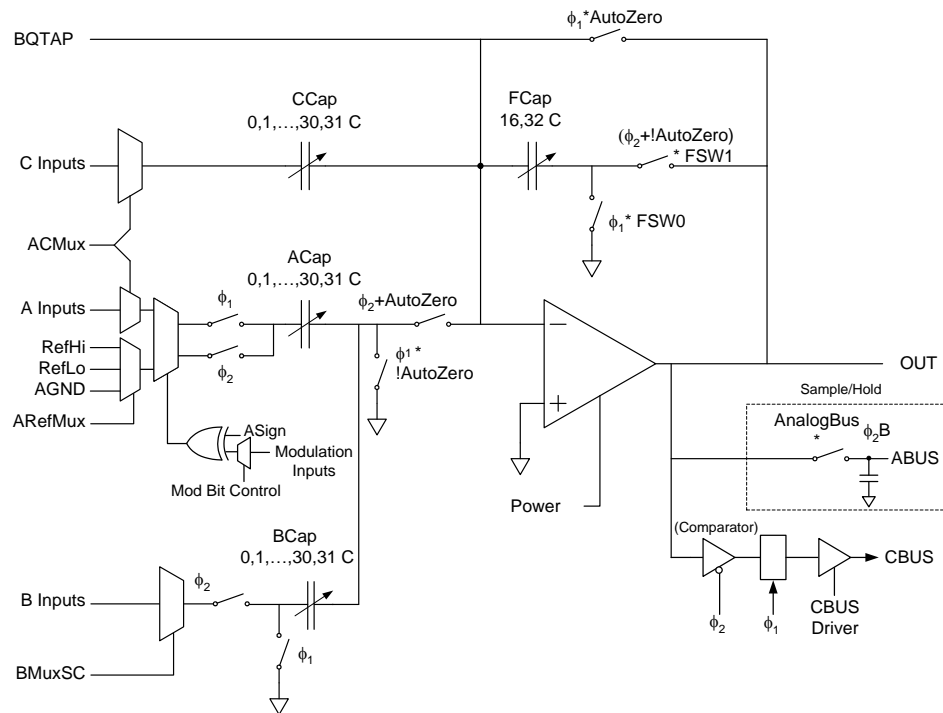 ϕ1*AutoZero
BQTAP
CCap
0,1,…,30,31 C
FCap
16,32 C
(ϕ2+!AutoZero)
* FSW1
C Inputs
ϕ1* FSW0
ACMux
ACap
0,1,…,30,31 C
ϕ2+AutoZero
A Inputs
ϕ1
RefHi
RefLo
ϕ2
AGND
ARefMux
ϕ1 *
!AutoZero
−
+
OUT
Sample/Hold
AnalogBus
*
ϕ2B
ABUS
ASign
Modulation
Inputs
Mod Bit Control
Power
(Comparator)
CBUS
BCap
0,1,…,30,31 C
ϕ2
B Inputs
ϕ2
ϕ1
CBUS
Driver
ϕ1
BMuxSC